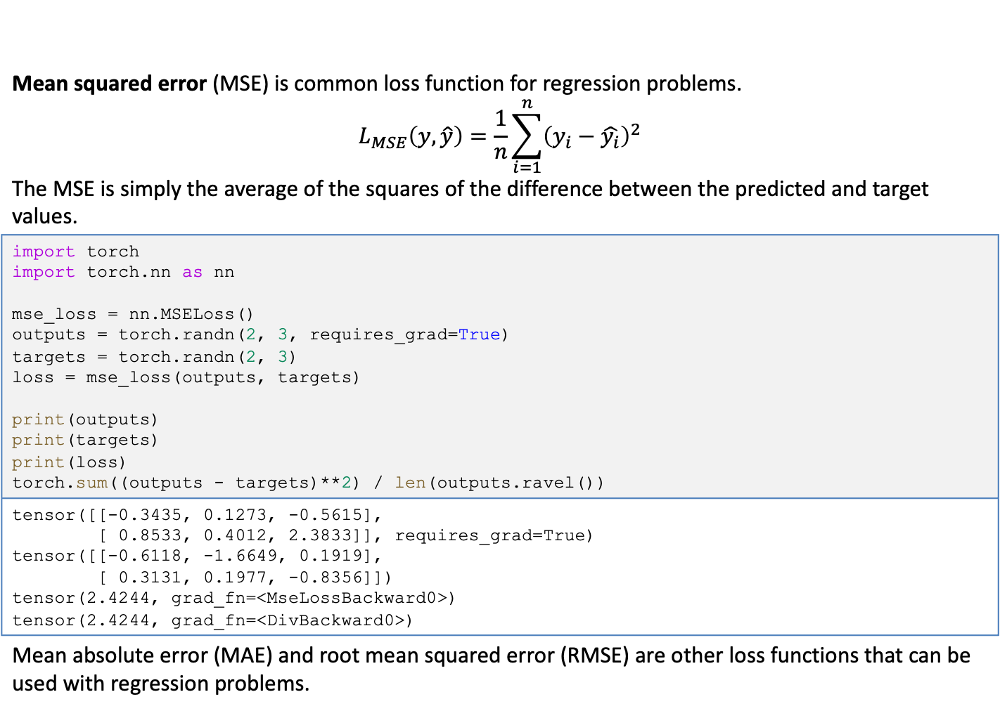 Mean squared error (MSE) is common loss function for regression problems.
L_{MSE}(y, ŷ) = \frac{1}{n} \sum_{i=1}^{n} (y_i − ŷ_i)^2
The MSE is simply the average of the squares of the difference between the predicted and target
values.
import torch
import torch.nn as nn

mse_loss = nn.MSELoss()
outputs = torch.randn(2, 3, requires_grad=True)
targets = torch.randn(2, 3)
loss = mse_loss(outputs, targets)

print(outputs)
print(targets)
print(loss)
torch.sum((outputs - targets)**2) / len(outputs.ravel())
tensor([[-0.3435, 0.1273, -0.5615],
[ 0.8533, 0.4012, 2.3833]], requires_grad=True)
tensor([[-0.6118, -1.6649, 0.1919],
[ 0.3131, 0.1977, -0.8356]])
tensor(2.4244, grad_fn=<MseLossBackward0>)
tensor(2.4244, grad_fn=<DivBackward0>)
Mean absolute error (MAE) and root mean squared error (RMSE) are other loss functions that can be
used with regression problems.